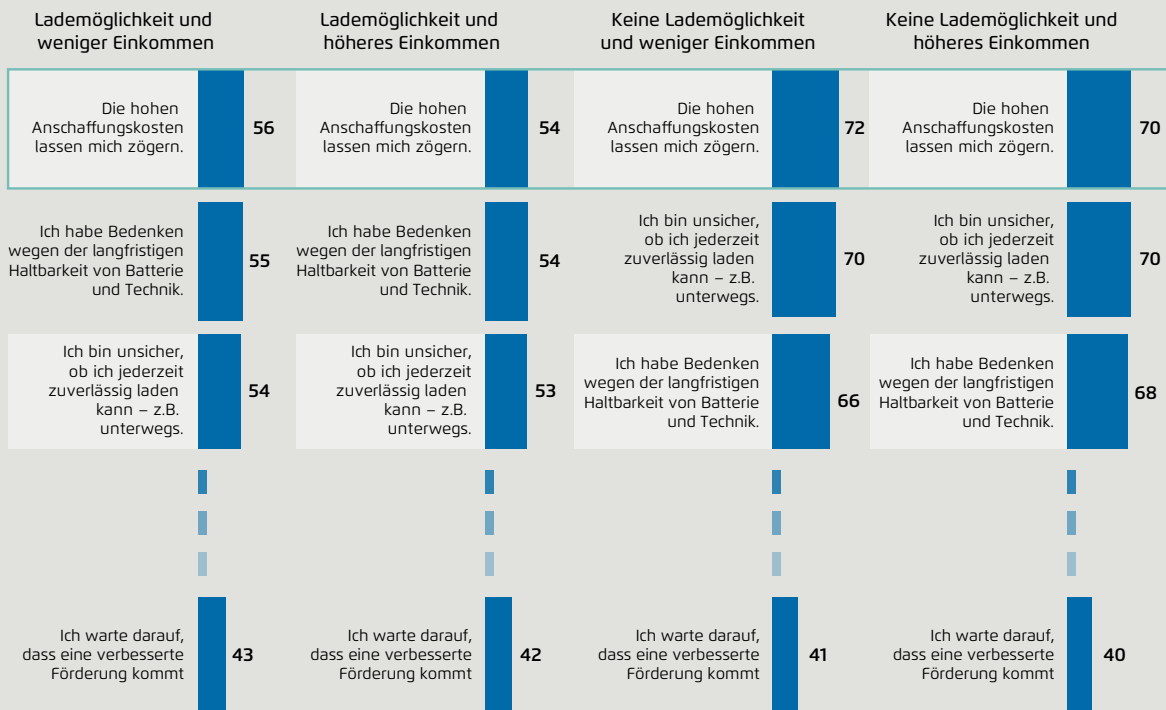 Lademöglichkeit und
weniger Einkommen
Lademöglichkeit und
höheres Einkommen
Keine Lademöglichkeit
und weniger Einkommen
Keine Lademöglichkeit und
höheres Einkommen
Die hohen
Anschaffungskosten
lassen mich zögern.
56
Die hohen
Anschaffungskosten
lassen mich zögern.
54
Die hohen
Anschaffungskosten
lassen mich zögern.
72
Die hohen
Anschaffungskosten
lassen mich zögern.
70
Ich habe Bedenken
wegen der langfristigen
Haltbarkeit von Batterie
und Technik.
55
Ich habe Bedenken
wegen der langfristigen
Haltbarkeit von Batterie
und Technik.
54
Ich bin unsicher,
ob ich jederzeit
zuverlässig laden
kann – z.B.
unterwegs.
70
Ich bin unsicher,
ob ich jederzeit
zuverlässig laden
kann – z.B.
unterwegs.
70
Ich bin unsicher,
ob ich jederzeit
zuverlässig laden
kann – z.B.
unterwegs.
54
Ich bin unsicher,
ob ich jederzeit
zuverlässig laden
kann – z.B.
unterwegs.
53
Ich habe Bedenken
wegen der langfristigen
Haltbarkeit von Batterie
und Technik.
66
Ich habe Bedenken
wegen der langfristigen
Haltbarkeit von Batterie
und Technik.
68
Ich warte darauf,
dass eine verbesserte
Förderung kommt
43
Ich warte darauf,
dass eine verbesserte
Förderung kommt
42
Ich warte darauf,
dass eine verbesserte
Förderung kommt
41
Ich warte darauf,
dass eine verbesserte
Förderung kommt
40